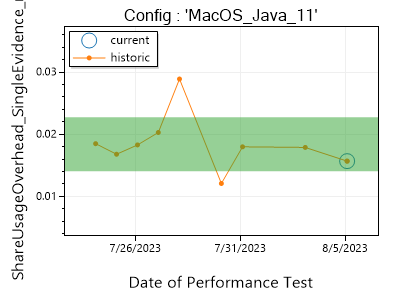 Config : 'MacOS_Java_11'
current
historic
ShareUsageOverhead_SingleEvidence_
0.03
0.02
0.01
7/26/2023
7/31/2023
8/5/2023
Date of Performance Test